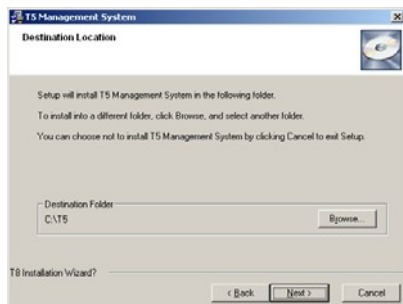 T5 Management System
Destination Location
Setup will install T5 Management System in the following folder.
To install into a different folder, click Browse, and select another folder.
You can choose not to install T5 Management System by clicking Cancel to exit Setup.
Destination Folder
C:\T5
Browse...
T8 Installation Wizard?
< Back
Next >
Cancel